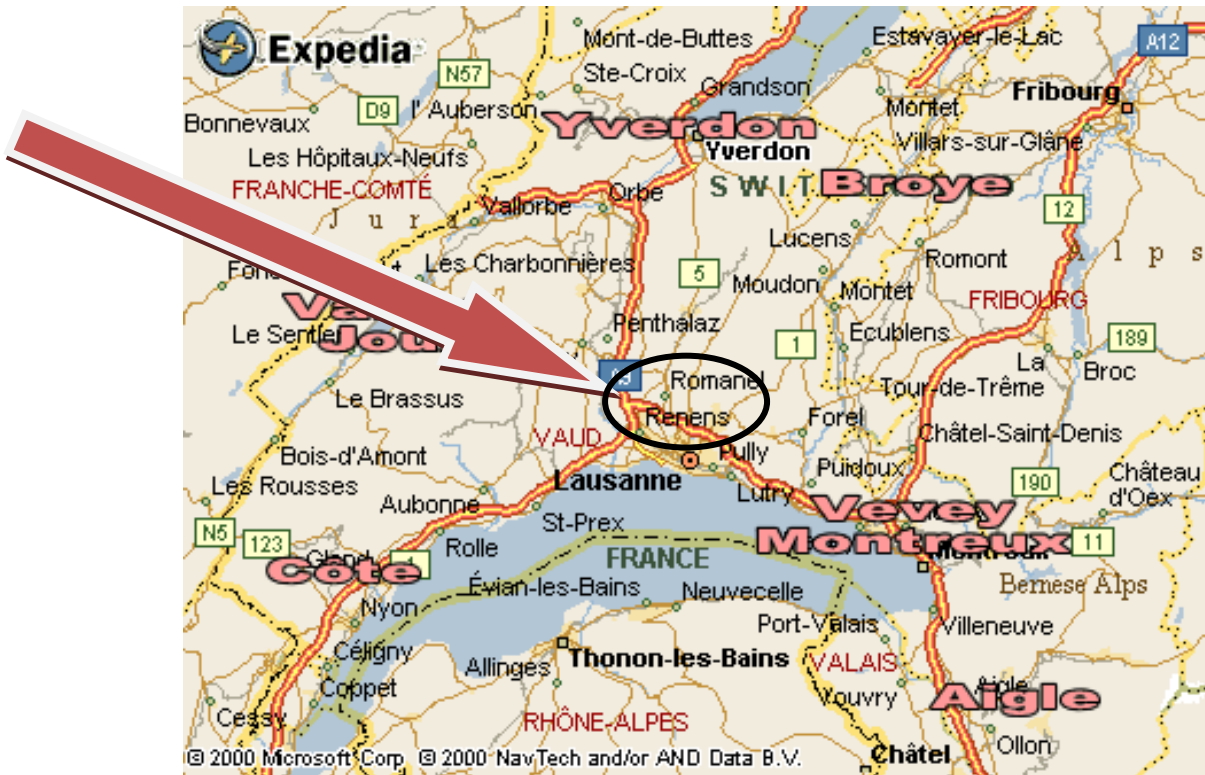 Expedia
Mont-de-Buttes
Estavayer-le-Lac
A12
N57
Ste-Croix
Grandson
Fribourg
D9
l' Auberson
Montet
Bonnevaux
Yverdon
Villars-sur-Glâne
Yverdon
Les Hôpitaux-Neufs
FRANCHE-COMTÉ
SWIT
Broye
Orbe
Vallorbe
12
Jura
Lucens
Alps
Romont
Les Charbonnières
5
Moudon
Montet
FRIBOURG
Penthalaz
Le Sentier
1
Ecublens
189
La
Tour-de-Trême
Broc
A9
Romanel
Le Brassus
Renens
Forel
VAUD
Châtel-Saint-Denis
Bois-d'Amont
Pully
Puidoux
Château
d'Oex
Les Rousses
Lausanne
Lutry
190
Aubonne
Vevey
St-Prex
N5
123
Rolle
FRANCE
Montreux
11
Gland
1
Côte
Évian-les-Bains
Neuvecelle
Bernese Alps
Nyon
Port-Valais
Villeneuve
Céligny
Allinges
Thonon-les-Bains
VALAIS
Coppet
Vouvry
Aigle
Aigle
Cessy
RHÔNE-ALPES
Ollon
Châtel
© 2000 Microsoft Corp. © 2000 NavTech and/or AND Data B.V.